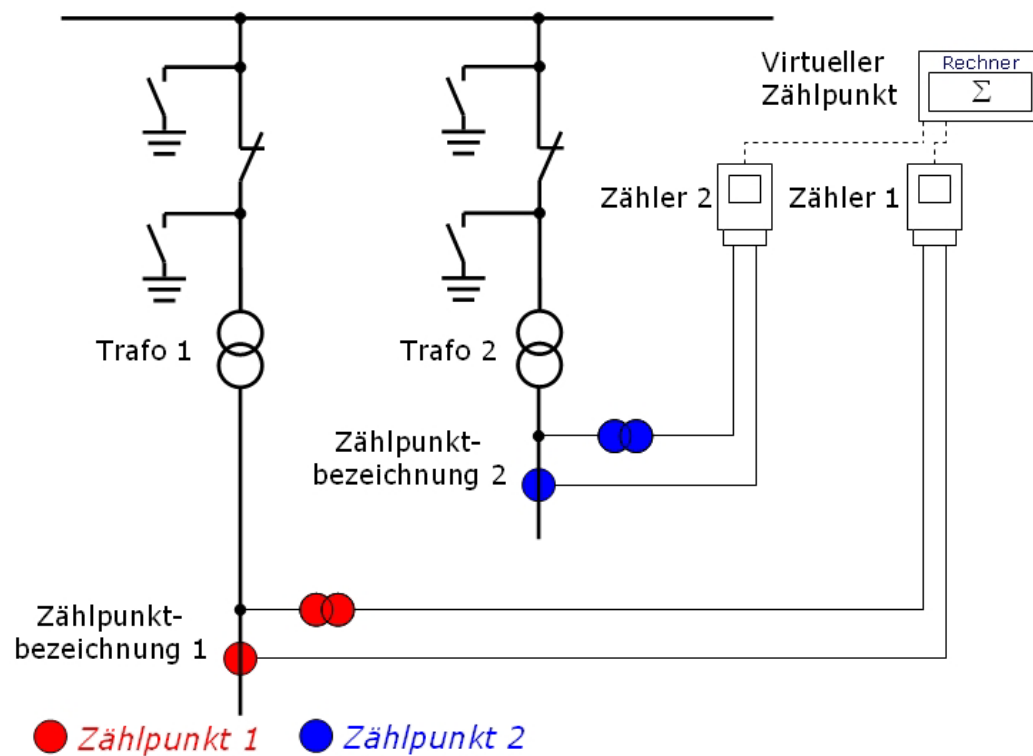 Virtueller
Zählpunkt
Rechner
Σ
Zähler 2
Zähler 1
Trafo 1
Trafo 2
Zählpunkt-
bezeichnung 2
Zählpunkt-
bezeichnung 1
Zählpunkt 1
Zählpunkt 2